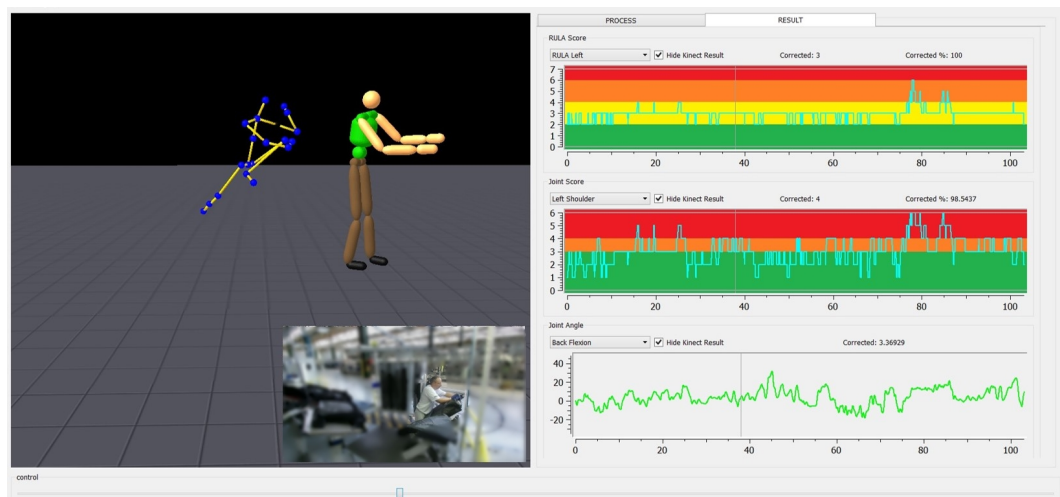 PROCESS RESULT
RULA Score
RULA Left Hide Kinect Result Corrected: 3 Corrected %: 100
7
6
5
4
3
2
1
0
0 20 40 60 80 100
Joint Score
Left Shoulder Hide Kinect Result Corrected: 4 Corrected %: 98.5437
6
5
4
3
2
1
0
0 20 40 60 80 100
Joint Angle
Back Flexion Hide Kinect Result Corrected: 3.36929
40
20
0
-20
0 20 40 60 80 100
control